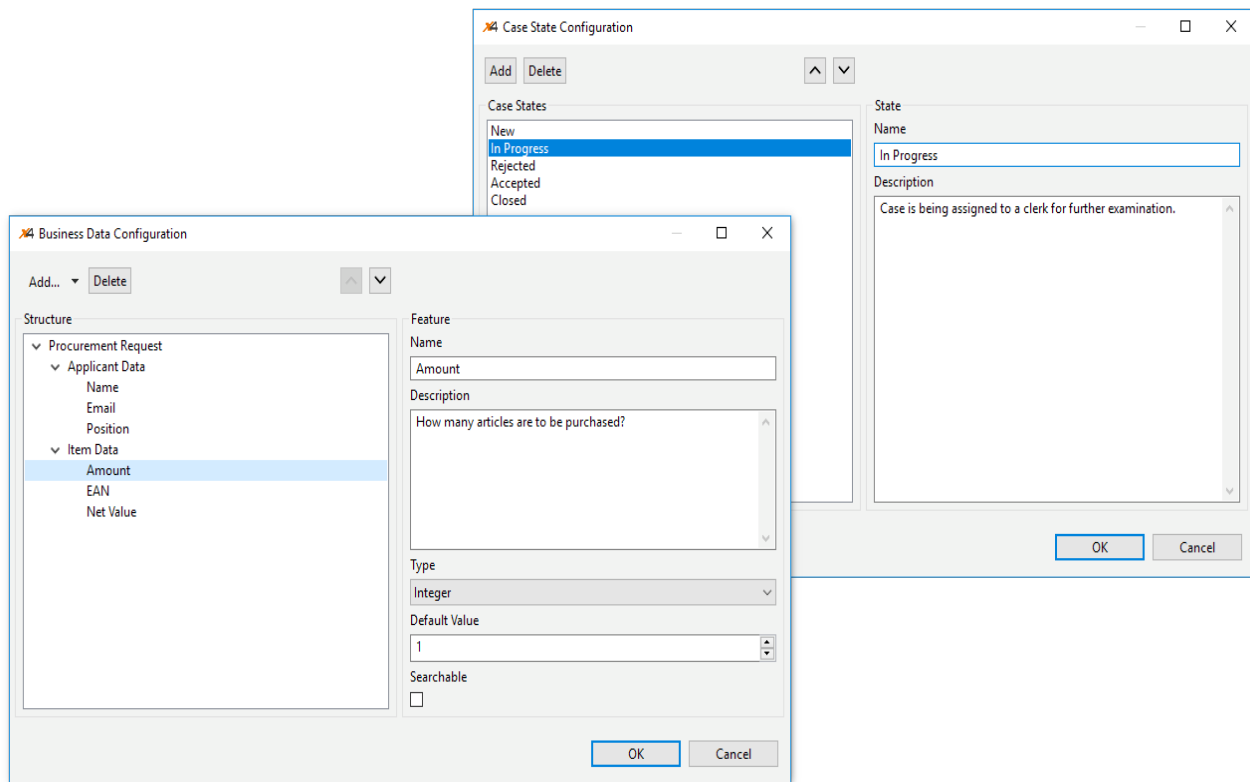 X4 Case State Configuration
Add Delete
Case States
New
In Progress
Rejected
Accepted
Closed
State
Name
In Progress
Description
Case is being assigned to a clerk for further examination.
OK Cancel
X4 Business Data Configuration
Add... Delete
Structure
Procurement Request
Applicant Data
Name
Email
Position
Item Data
Amount
EAN
Net Value
Feature
Name
Amount
Description
How many articles are to be purchased?
Type
Integer
Default Value
1
Searchable
OK Cancel